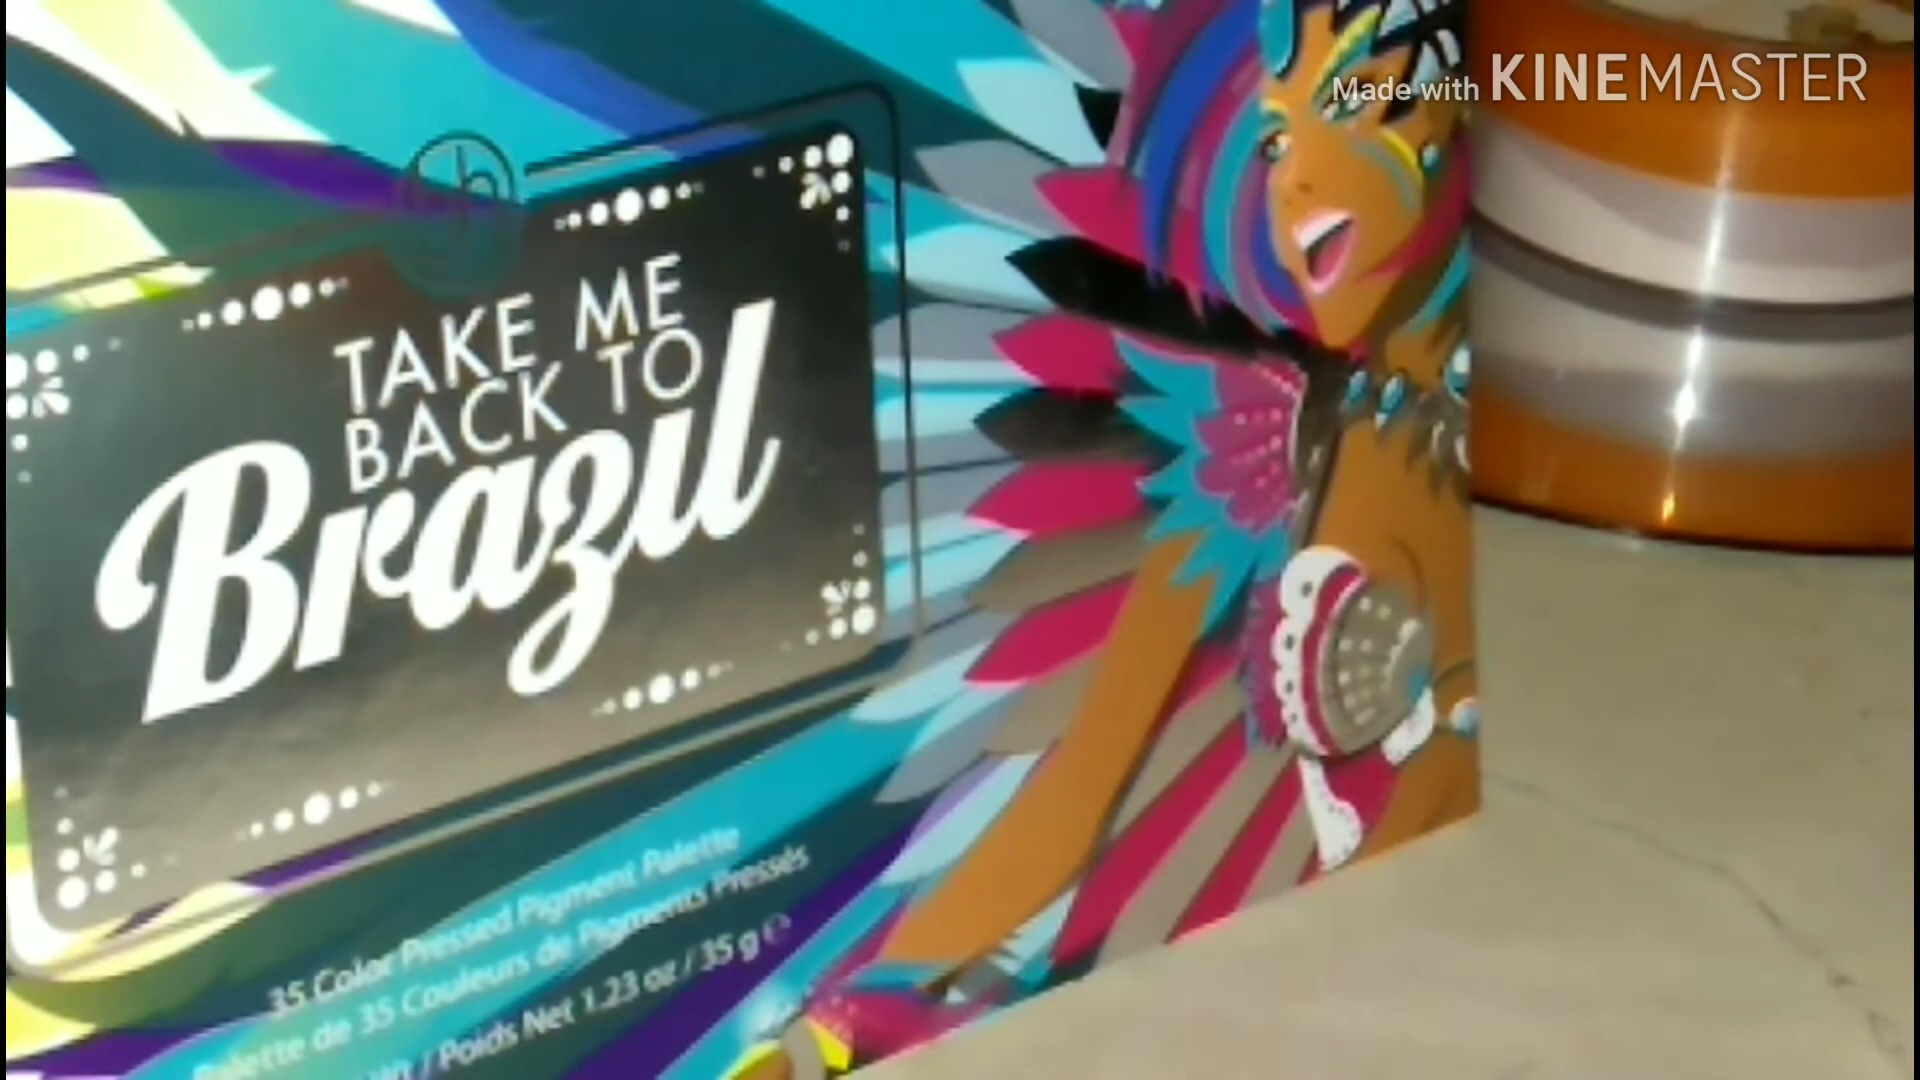 Made with KINEMASTER
bh
TAKE ME
BACK TO
Brazil
35 Color Pressed Pigment Palette
Palette de 35 Couleurs de Pigments Pressés
/ Poids Net 1.23 oz / 35 g ℮